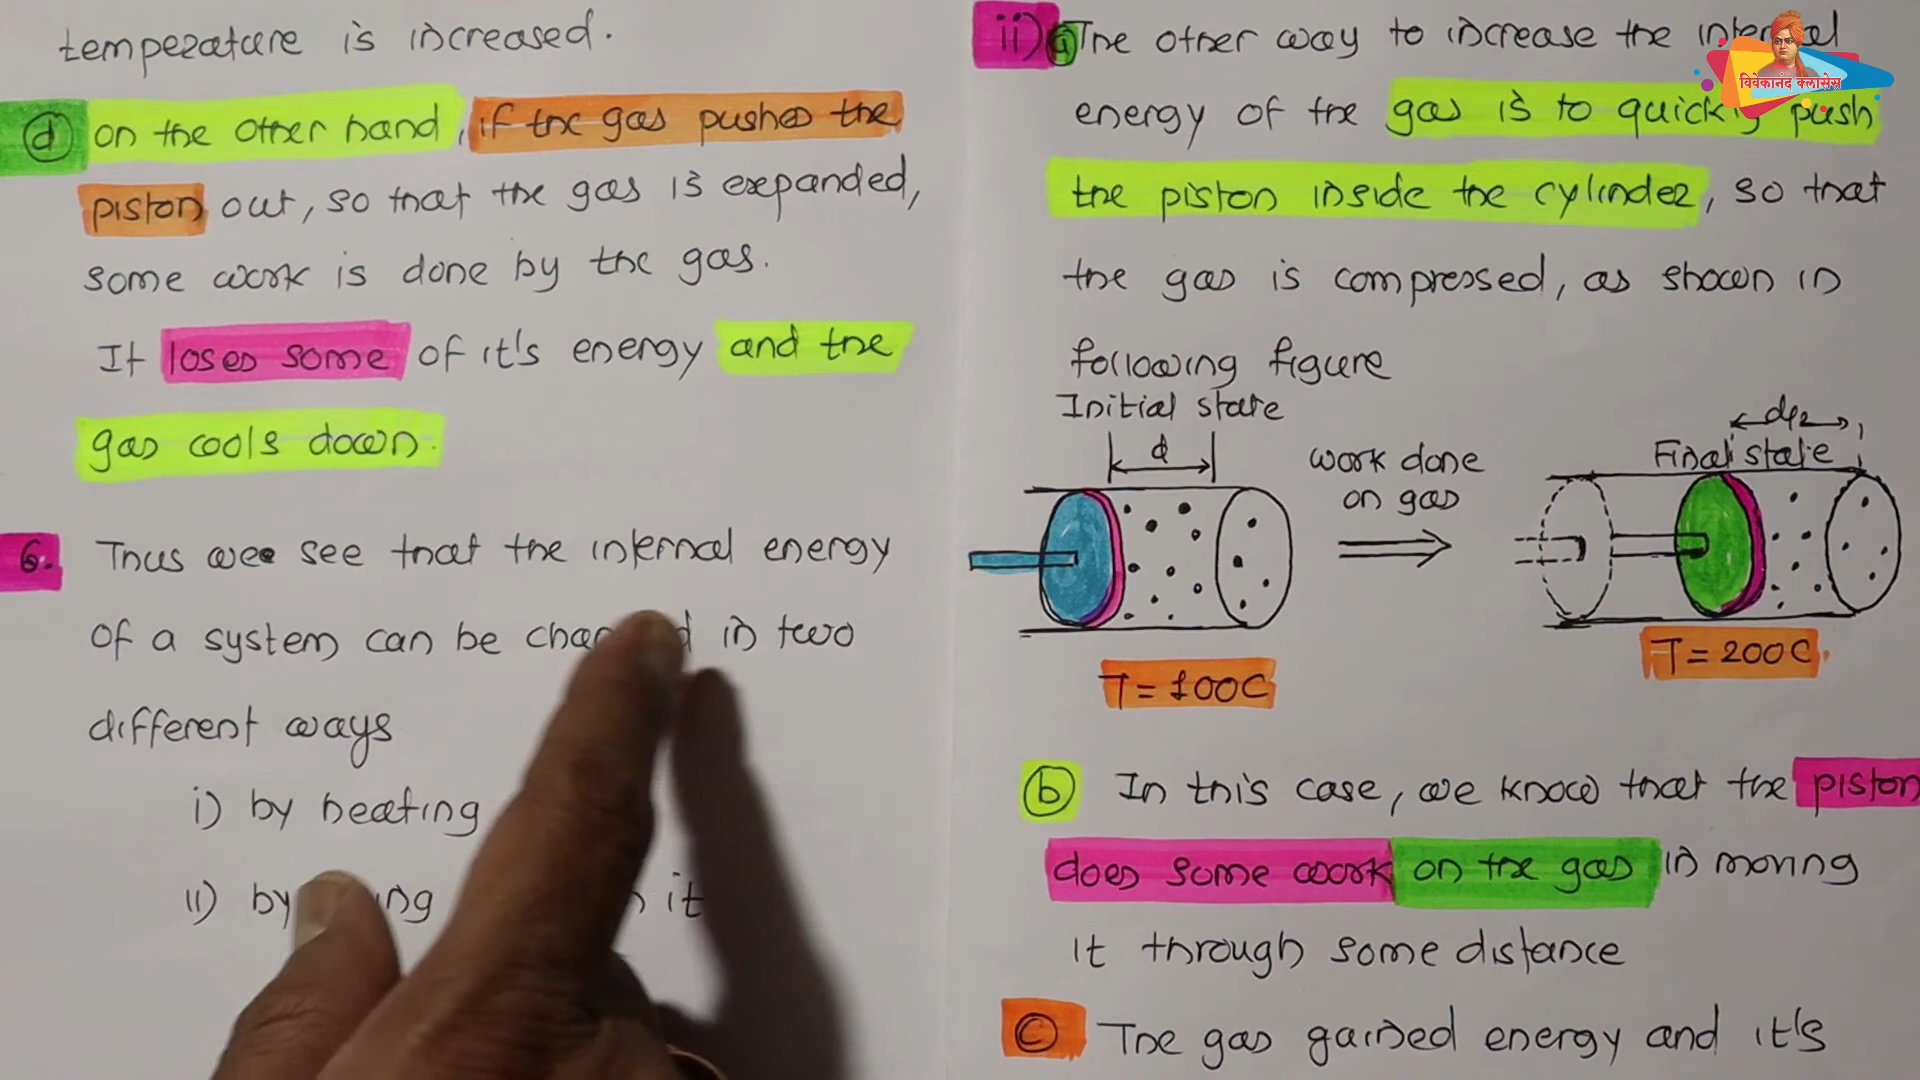 temperature is increased.
d on the other hand, if the gas pushes the
piston out, so that the gas is expanded,
some work is done by the gas.
It loses some of it's energy and the
gas cools down.
6. Thus we see that the internal energy
of a system can be in two
different ways
i) by heating
ii) by it
ii) a The other way to increase the
energy of the gas is to quickly push
the piston inside the cylinder, so that
the gas is compressed, as shown in
following figure
Initial state
d
work done
on gas
Final state
T = 100C
T = 200C.
b In this case, we know that the piston
does some work on the gas in moving
it through some distance
c The gas gained energy and it's
विवेकानंद क्लासेस